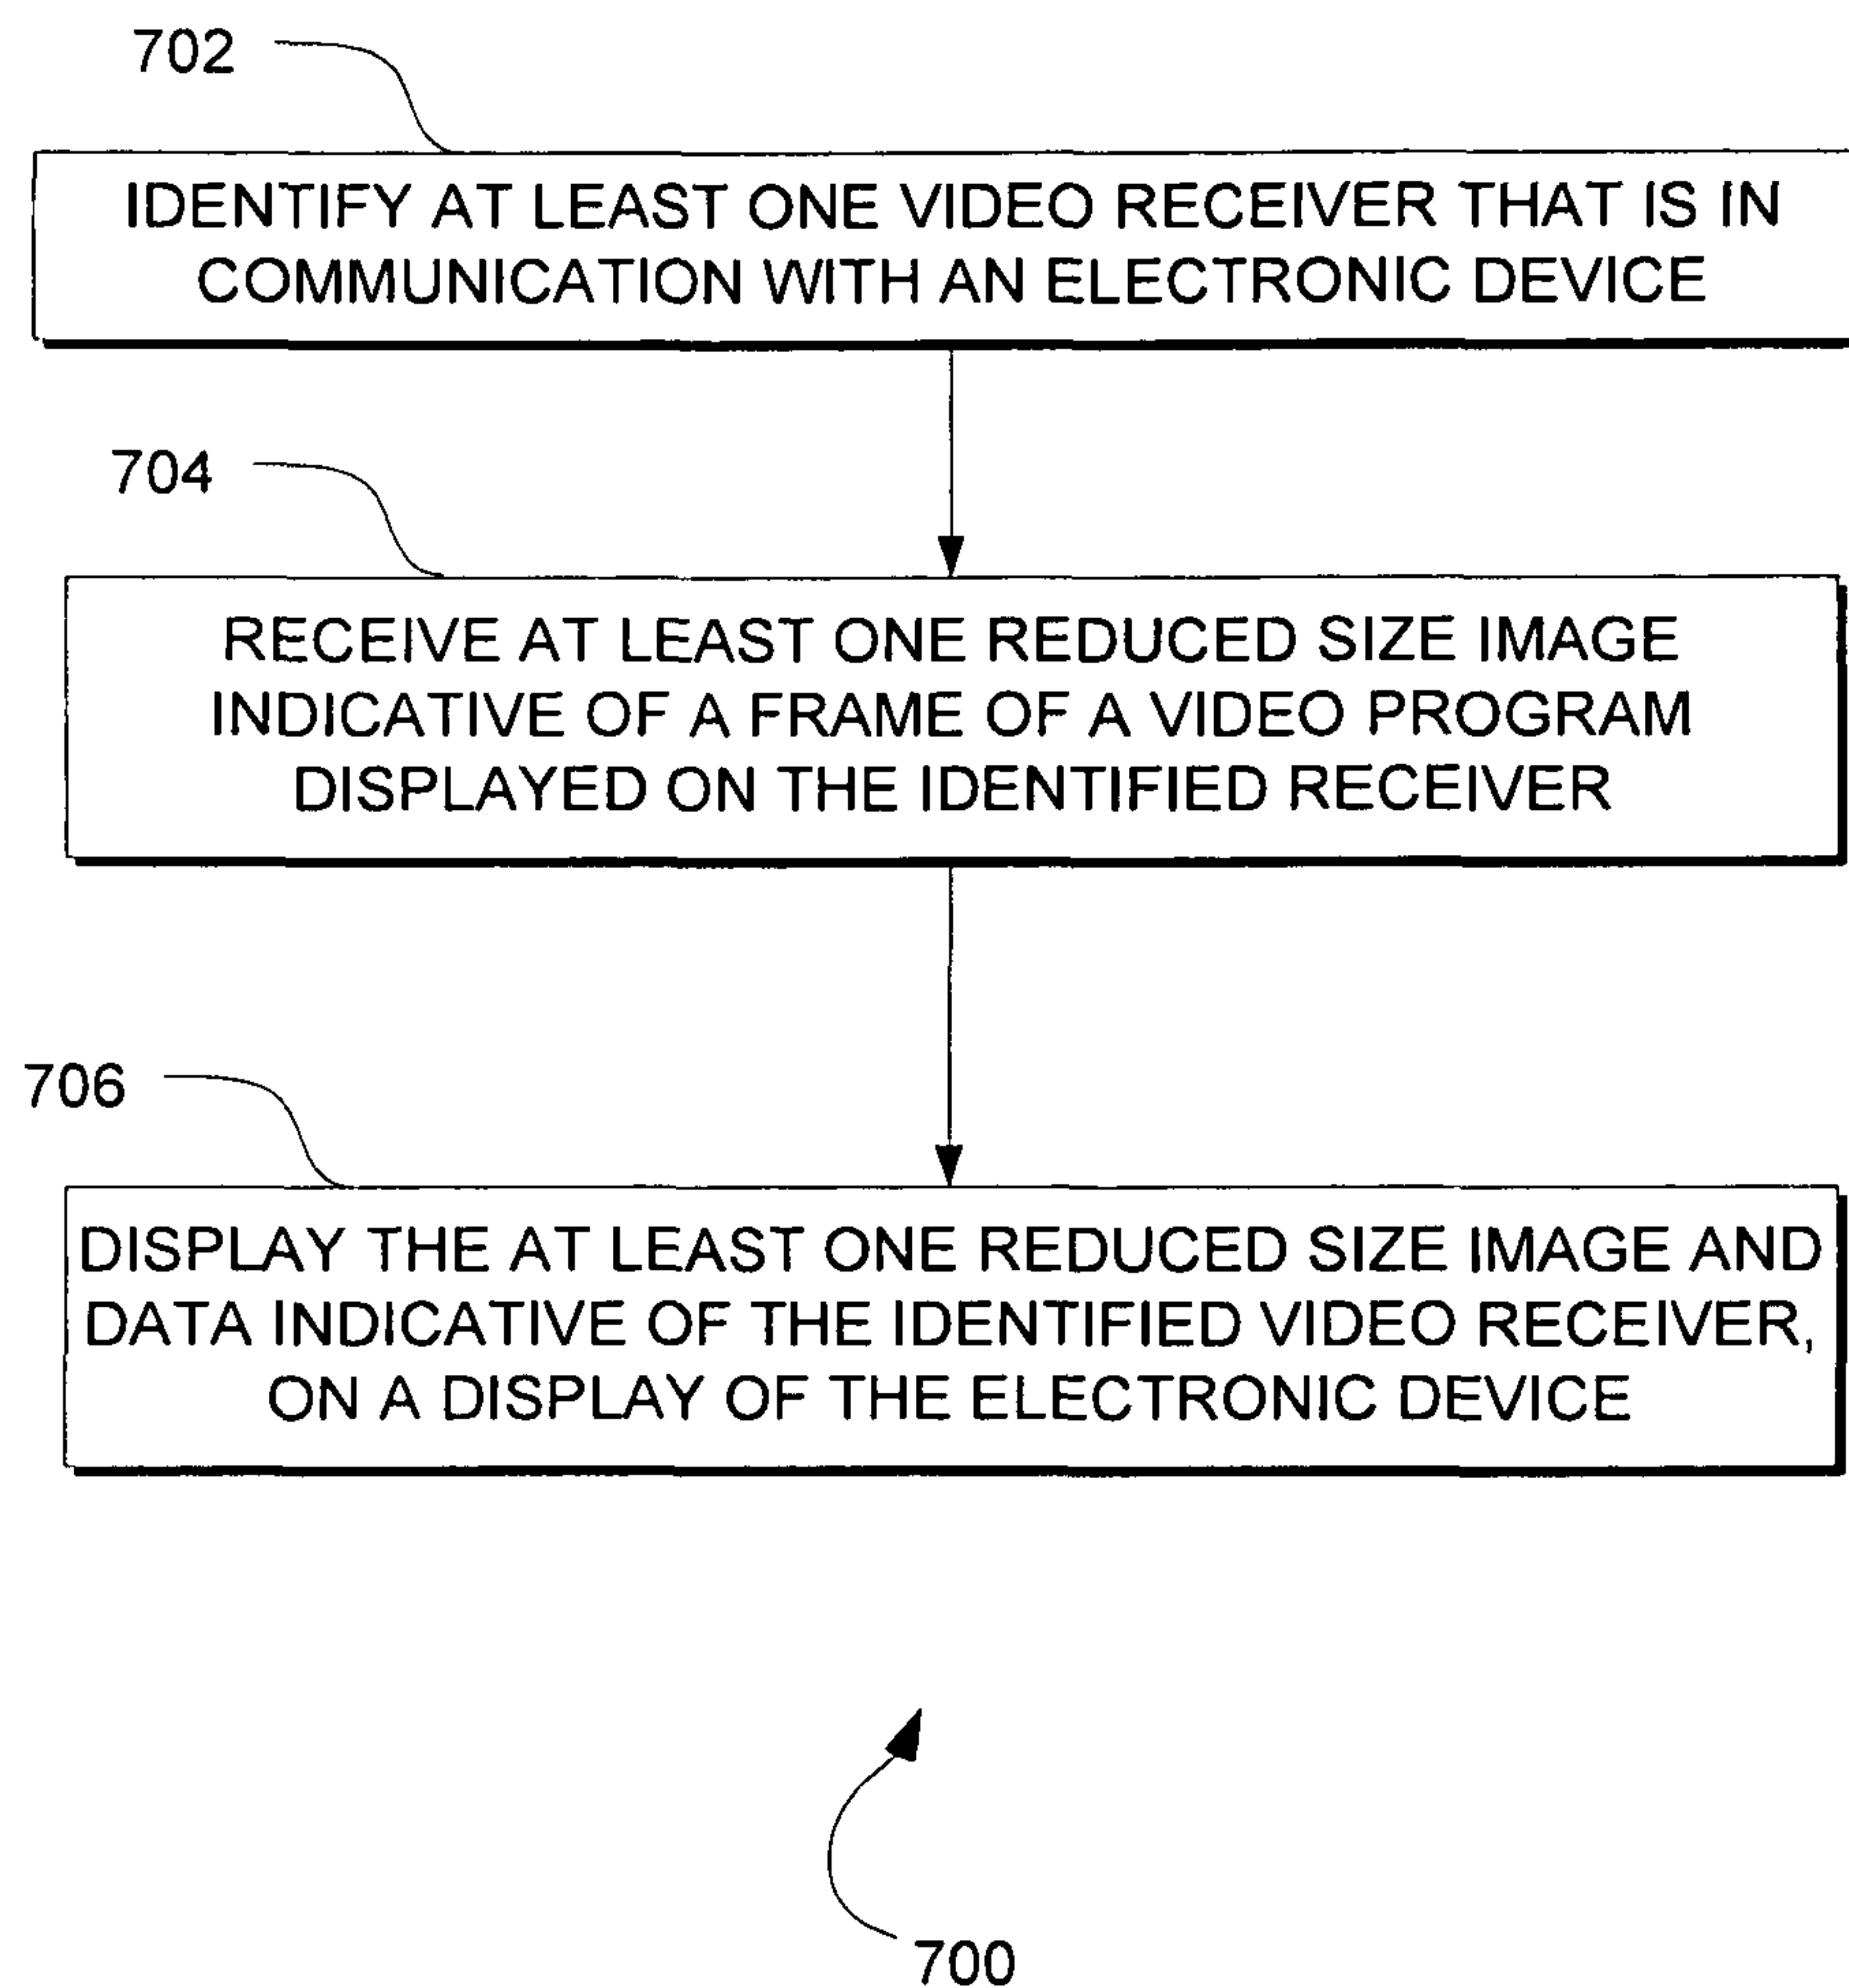 702
IDENTIFY AT LEAST ONE VIDEO RECEIVER THAT IS IN
COMMUNICATION WITH AN ELECTRONIC DEVICE
704
RECEIVE AT LEAST ONE REDUCED SIZE IMAGE
INDICATIVE OF A FRAME OF A VIDEO PROGRAM
DISPLAYED ON THE IDENTIFIED RECEIVER
706
DISPLAY THE AT LEAST ONE REDUCED SIZE IMAGE AND
DATA INDICATIVE OF THE IDENTIFIED VIDEO RECEIVER,
ON A DISPLAY OF THE ELECTRONIC DEVICE
700